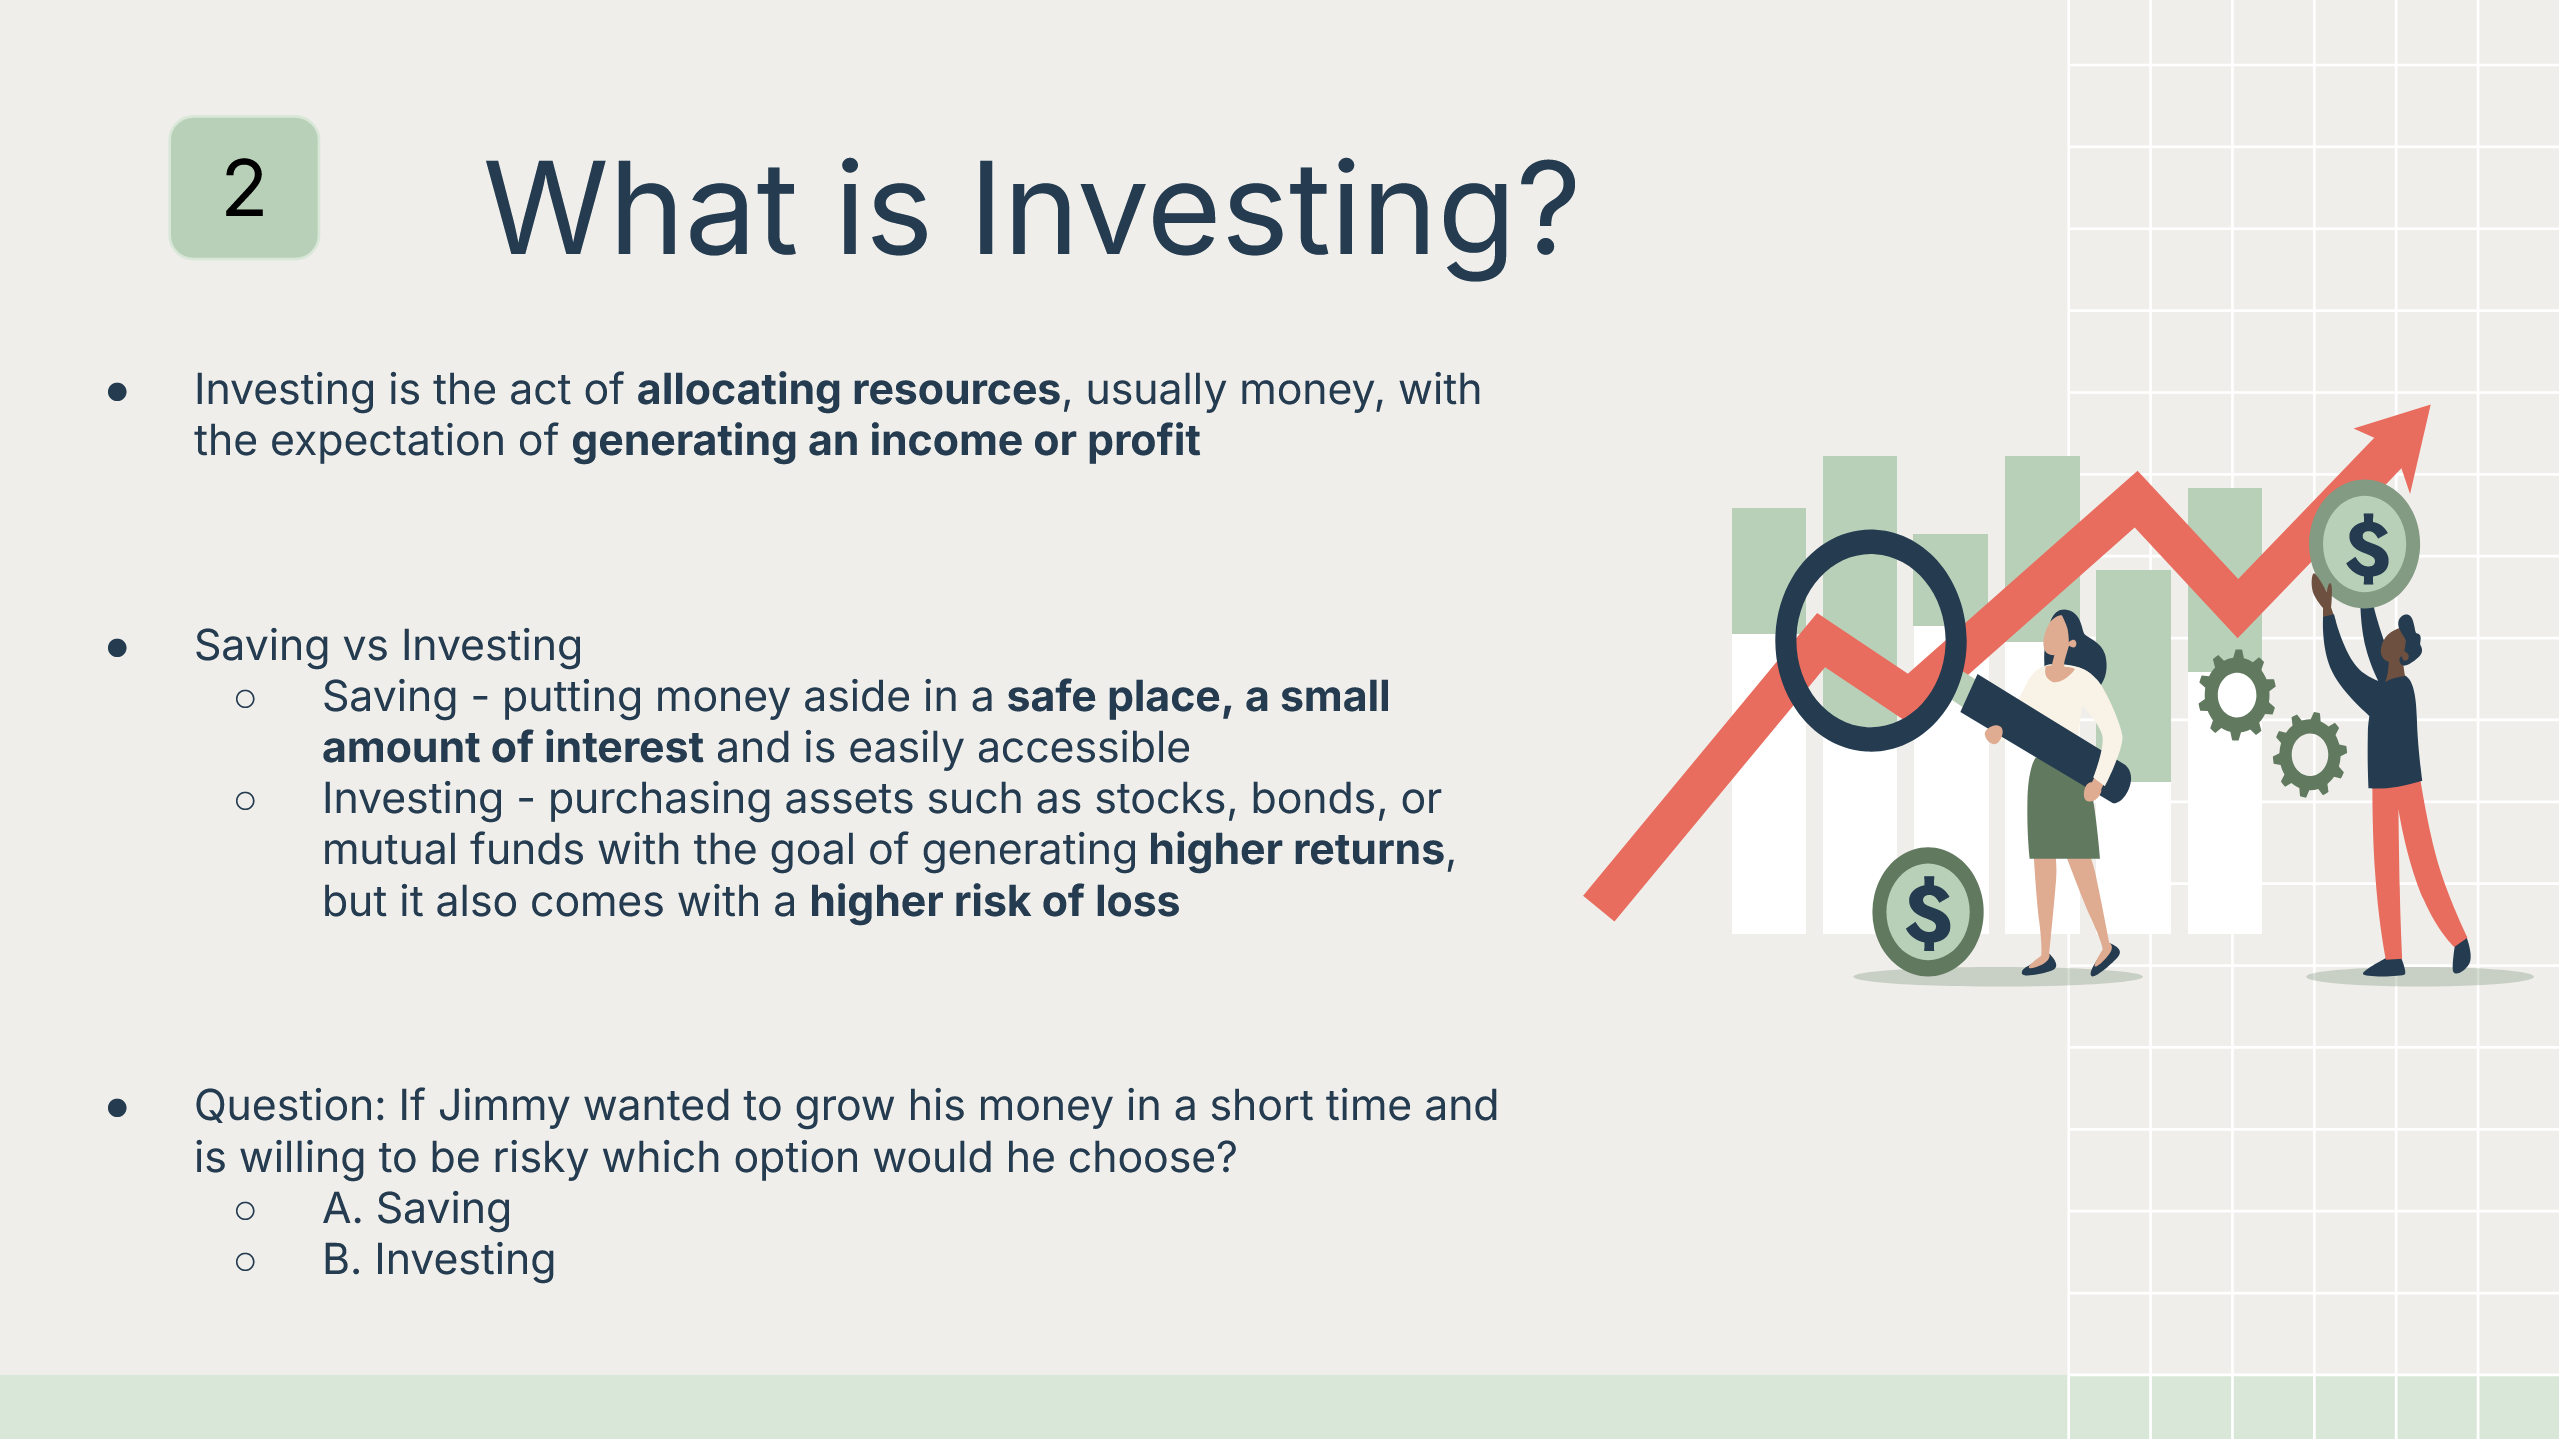 2
What is Investing?
● Investing is the act of allocating resources, usually money, with
the expectation of generating an income or profit
● Saving vs Investing
○ Saving - putting money aside in a safe place, a small
amount of interest and is easily accessible
○ Investing - purchasing assets such as stocks, bonds, or
mutual funds with the goal of generating higher returns,
but it also comes with a higher risk of loss
● Question: If Jimmy wanted to grow his money in a short time and
is willing to be risky which option would he choose?
○ A. Saving
○ B. Investing
$
$